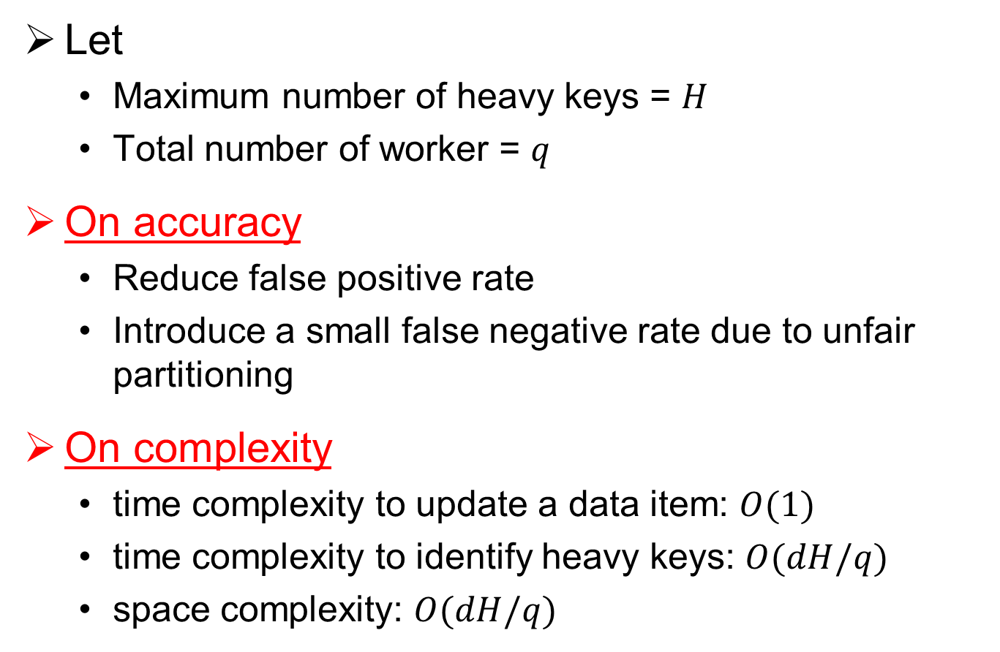 ➢ Let
• Maximum number of heavy keys = H
• Total number of worker = q
➢ On accuracy
• Reduce false positive rate
• Introduce a small false negative rate due to unfair
partitioning
➢ On complexity
• time complexity to update a data item: O(1)
• time complexity to identify heavy keys: O(dH/q)
• space complexity: O(dH/q)